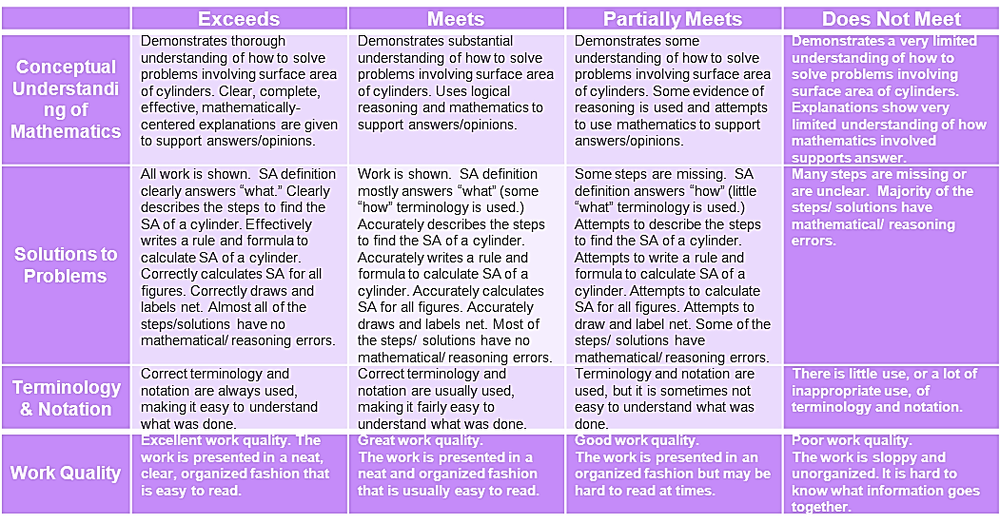 Exceeds
Meets
Partially Meets
Does Not Meet
Conceptual
Understandi
ng of
Mathematics
Demonstrates thorough
understanding of how to solve
problems involving surface area
of cylinders. Clear, complete,
effective, mathematically-
centered explanations are given
to support answers/opinions.
Demonstrates substantial
understanding of how to solve
problems involving surface area
of cylinders. Uses logical
reasoning and mathematics to
support answers/opinions.
Demonstrates some
understanding of how to solve
problems involving surface area
of cylinders. Some evidence of
reasoning is used and attempts
to use mathematics to support
answers/opinions.
Demonstrates a very limited
understanding of how to
solve problems involving
surface area of cylinders.
Explanations show very
limited understanding of how
mathematics involved
supports answer.
Solutions to
Problems
All work is shown. SA definition
clearly answers “what.” Clearly
describes the steps to find the
SA of a cylinder. Effectively
writes a rule and formula to
calculate SA of a cylinder.
Correctly calculates SA for all
figures. Correctly draws and
labels net. Almost all of the
steps/solutions have no
mathematical/ reasoning errors.
Work is shown. SA definition
mostly answers “what” (some
“how” terminology is used.)
Accurately describes the steps
to find the SA of a cylinder.
Accurately writes a rule and
formula to calculate SA of a
cylinder. Accurately calculates
SA for all figures. Accurately
draws and labels net. Most of
the steps/ solutions have no
mathematical/ reasoning errors.
Some steps are missing. SA
definition answers “how” (little
“what” terminology is used.)
Attempts to describe the steps
to find the SA of a cylinder.
Attempts to write a rule and
formula to calculate SA of a
cylinder. Attempts to calculate
SA for all figures. Attempts to
draw and label net. Some of the
steps/ solutions have
mathematical/ reasoning errors.
Many steps are missing or
are unclear. Majority of the
steps/ solutions have
mathematical/ reasoning
errors.
Terminology
& Notation
Correct terminology and
notation are always used,
making it easy to understand
what was done.
Correct terminology and
notation are usually used,
making it fairly easy to
understand what was done.
Terminology and notation are
used, but it is sometimes not
easy to understand what was
done.
There is little use, or a lot of
inappropriate use, of
terminology and notation.
Work Quality
Excellent work quality. The
work is presented in a neat,
clear, organized fashion that
is easy to read.
Great work quality.
The work is presented in a
neat and organized fashion
that is usually easy to read.
Good work quality.
The work is presented in an
organized fashion but may be
hard to read at times.
Poor work quality.
The work is sloppy and
unorganized. It is hard to
know what information goes
together.